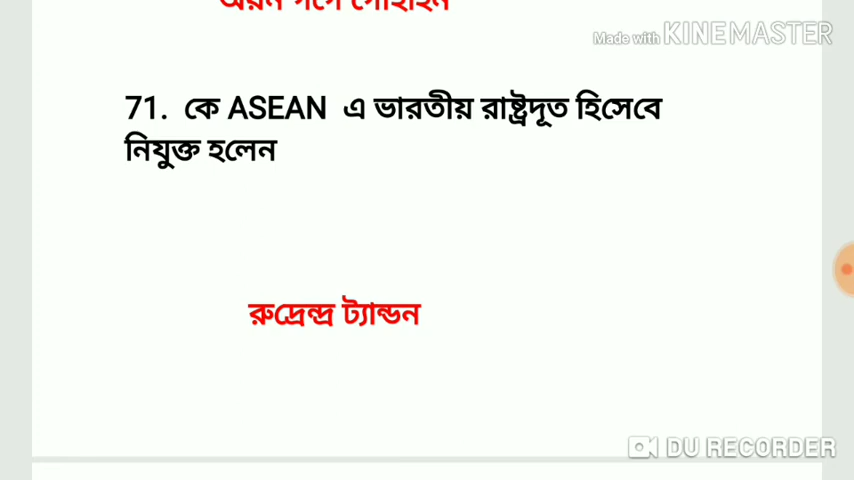 Made with KINEMASTER
71. কে ASEAN এ ভারতীয় রাষ্ট্রদূত হিসেবে
নিযুক্ত হলেন
রুদ্রেন্দ্র ট্যান্ডন
DU RECORDER